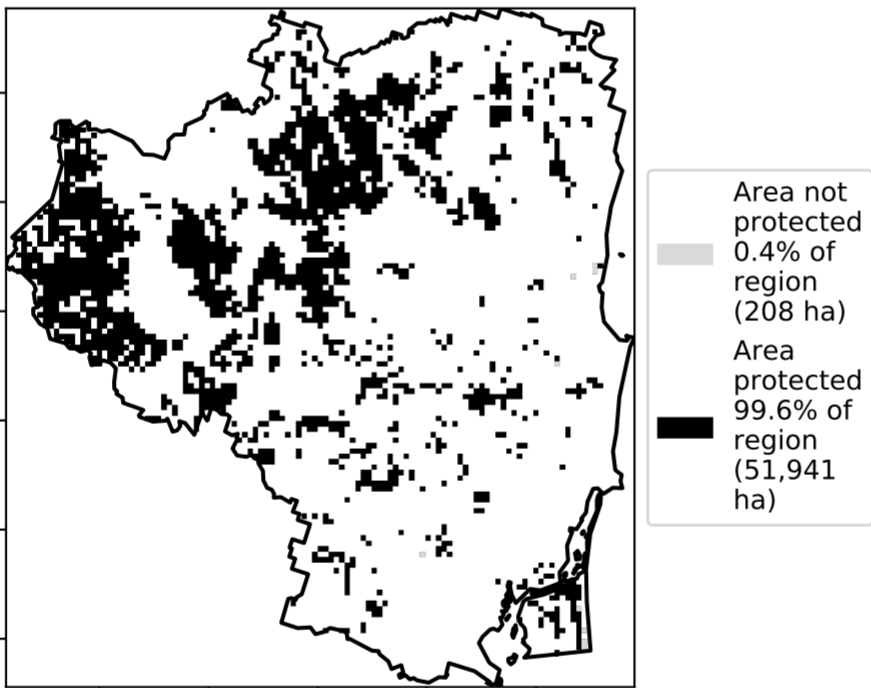 Area not
protected
0.4% of
region
(208 ha)
Area
protected
99.6% of
region
(51,941
ha)